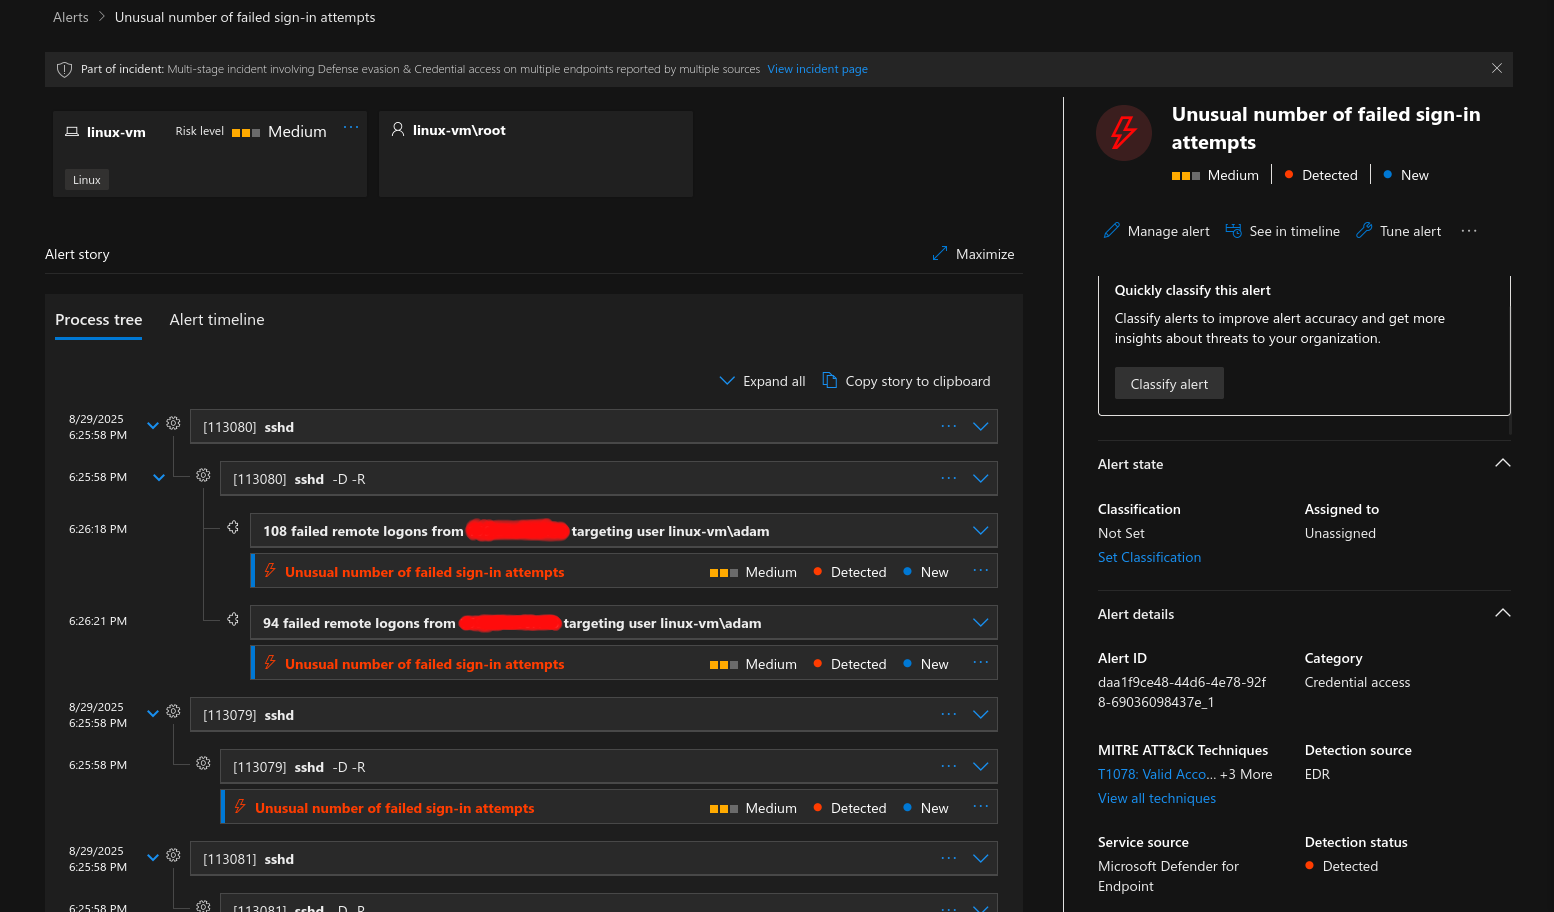 Alerts > Unusual number of failed sign-in attempts
Part of incident: Multi-stage incident involving Defense evasion & Credential access on multiple endpoints reported by multiple sources View incident page
linux-vm Risk level Medium ...
Linux
linux-vm\root
Alert story
Maximize
Process tree Alert timeline
Expand all Copy story to clipboard
8/29/2025
6:25:58 PM
[113080] sshd ...
6:25:58 PM
[113080] sshd -D -R ...
6:26:18 PM
108 failed remote logons from targeting user linux-vm\adam
Unusual number of failed sign-in attempts Medium Detected New ...
6:26:21 PM
94 failed remote logons from targeting user linux-vm\adam
Unusual number of failed sign-in attempts Medium Detected New ...
8/29/2025
6:25:58 PM
[113079] sshd ...
6:25:58 PM
[113079] sshd -D -R ...
Unusual number of failed sign-in attempts Medium Detected New ...
8/29/2025
6:25:58 PM
[113081] sshd ...
6:25:58 PM
[113081] sshd -D -R ...
Unusual number of failed sign-in
attempts
Medium Detected New
Manage alert See in timeline Tune alert ...
Quickly classify this alert
Classify alerts to improve alert accuracy and get more
insights about threats to your organization.
Classify alert
Alert state
Classification
Not Set
Set Classification
Assigned to
Unassigned
Alert details
Alert ID
daa1f9ce48-44d6-4e78-92f
8-69036098437e_1
Category
Credential access
MITRE ATT&CK Techniques
T1078: Valid Acco... +3 More
View all techniques
Detection source
EDR
Service source
Microsoft Defender for
Endpoint
Detection status
Detected